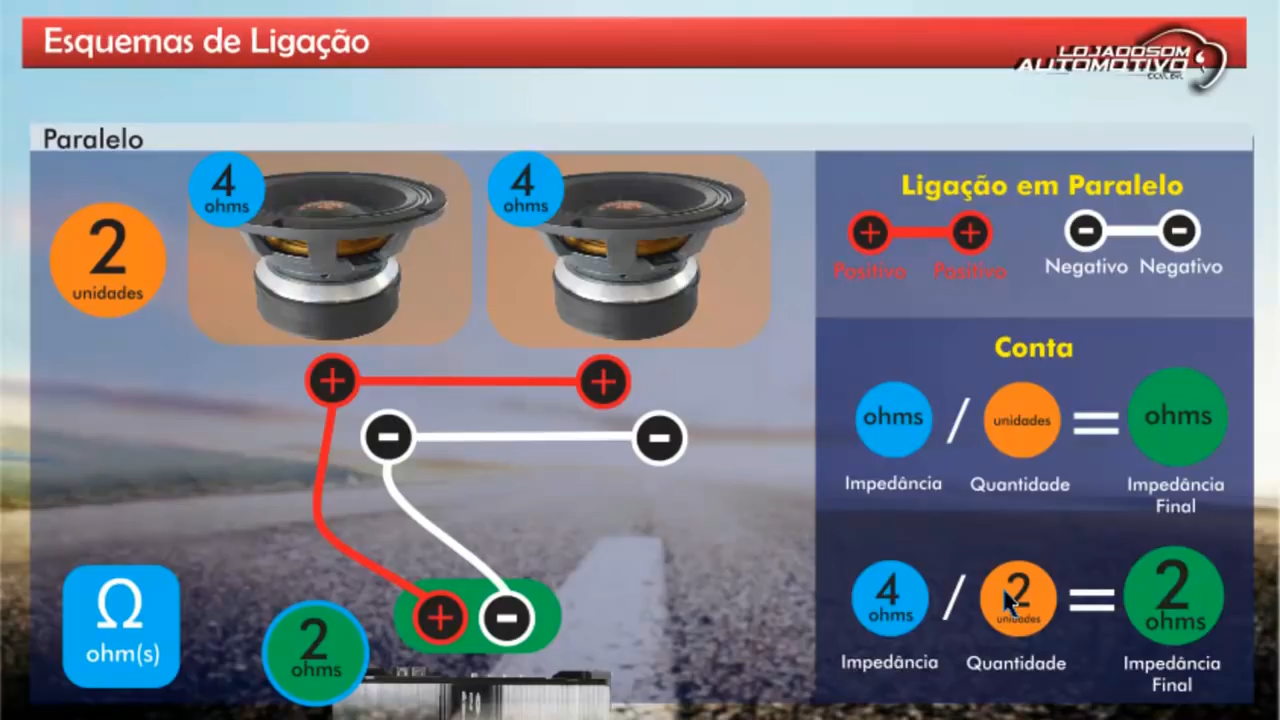 Esquemas de Ligação
LOJADOSOM
AUTOMOTIVO
.COM.BR
Paralelo
2
unidades
4
ohms
4
ohms
+
+
-
-
+
-
Ω
ohm(s)
2
ohms
Ligação em Paralelo
+
+
-
-
Positivo Positivo
Negativo Negativo
Conta
ohms / unidades = ohms
Impedância Quantidade Impedância
Final
4 / 2 = 2
ohms unidades ohms
Impedância Quantidade Impedância
Final